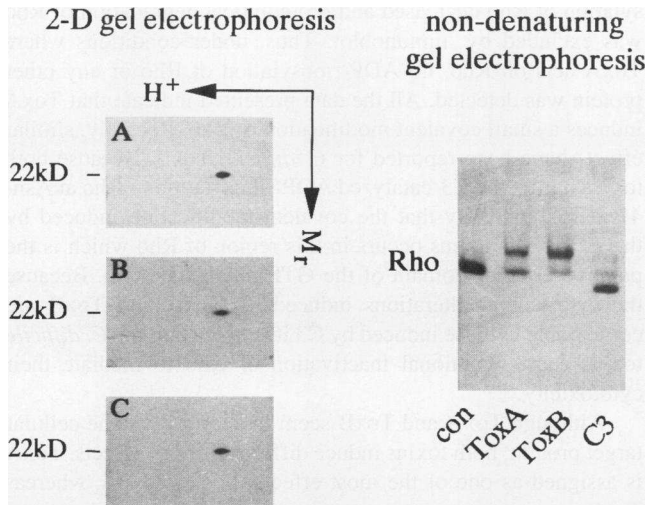 2-D gel electrophoresis
H+
Mr
A
22kD
B
22kD
C
22kD
non-denaturing
gel electrophoresis
Rho
con
ToxA
ToxB
C3